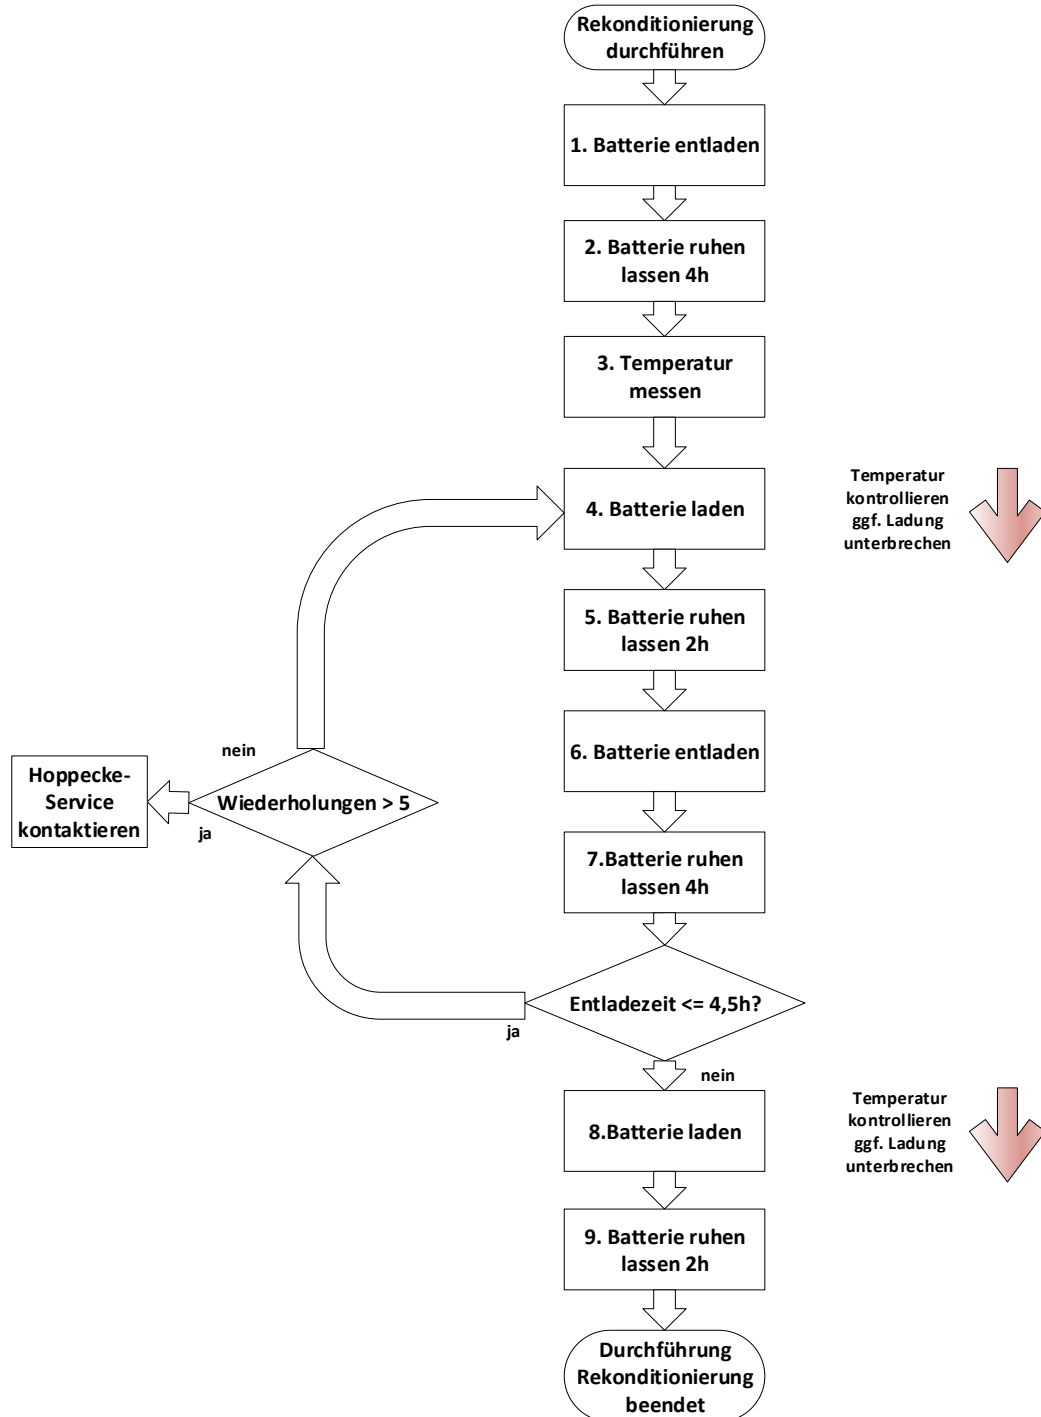 Rekonditionierung
durchführen
1. Batterie entladen
2. Batterie ruhen
lassen 4h
3. Temperatur
messen
4. Batterie laden
Temperatur
kontrollieren
ggf. Ladung
unterbrechen
5. Batterie ruhen
lassen 2h
6. Batterie entladen
nein
Wiederholungen > 5
ja
Hoppecke-
Service
kontaktieren
7.Batterie ruhen
lassen 4h
Entladezeit <= 4,5h?
ja
nein
8.Batterie laden
Temperatur
kontrollieren
ggf. Ladung
unterbrechen
9. Batterie ruhen
lassen 2h
Durchführung
Rekonditionierung
beendet